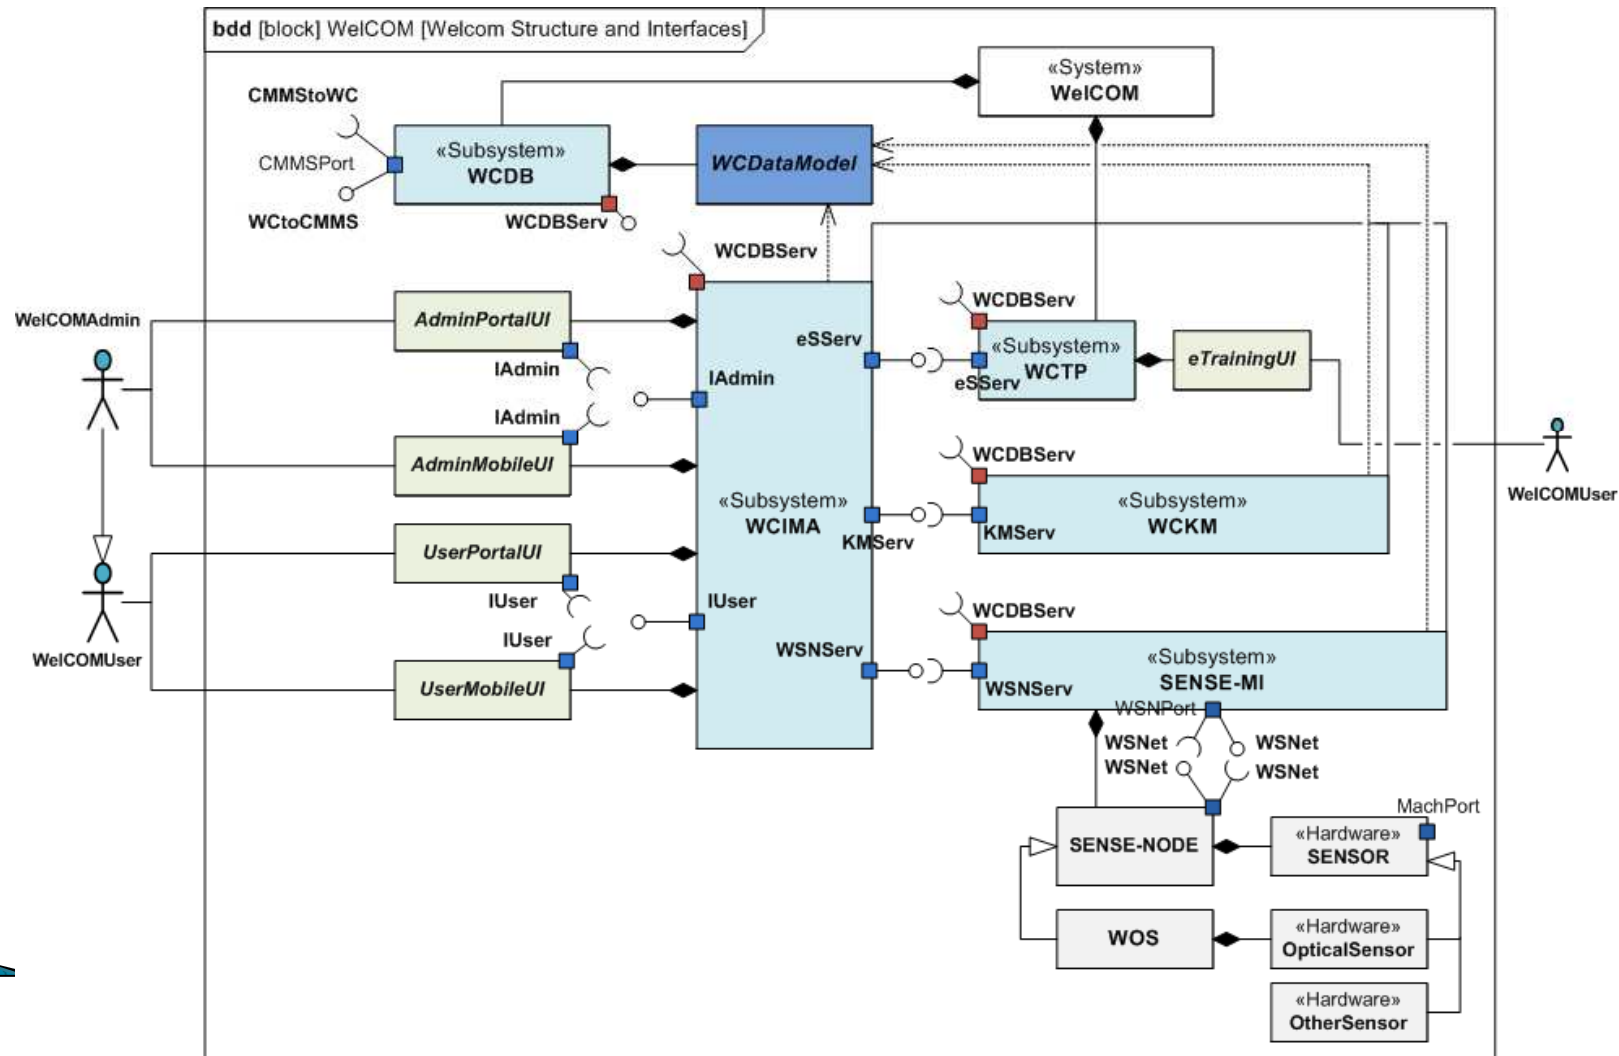 bdd [block] WelCOM [Welcom Structure and Interfaces]
«System»
WelCOM
CMMStoWC
CMMSPort
WCtoCMMS
«Subsystem»
WCDB
WCDBServ
WCDataModel
WCDBServ
WelCOMAdmin
AdminPortalUI
IAdmin
IAdmin
AdminMobileUI
IAdmin
UserPortalUI
IUser
IUser
UserMobileUI
IUser
WelCOMUser
«Subsystem»
WCIMA
eSServ
KMServ
WSNServ
WCDBServ
«Subsystem»
WCTP
eSServ
eTrainingUI
WelCOMUser
WCDBServ
«Subsystem»
WCKM
KMServ
WCDBServ
«Subsystem»
SENSE-MI
WSNServ
WSNPort
WSNet
WSNet
WSNet
WSNet
MachPort
SENSE-NODE
«Hardware»
SENSOR
WOS
«Hardware»
OpticalSensor
«Hardware»
OtherSensor